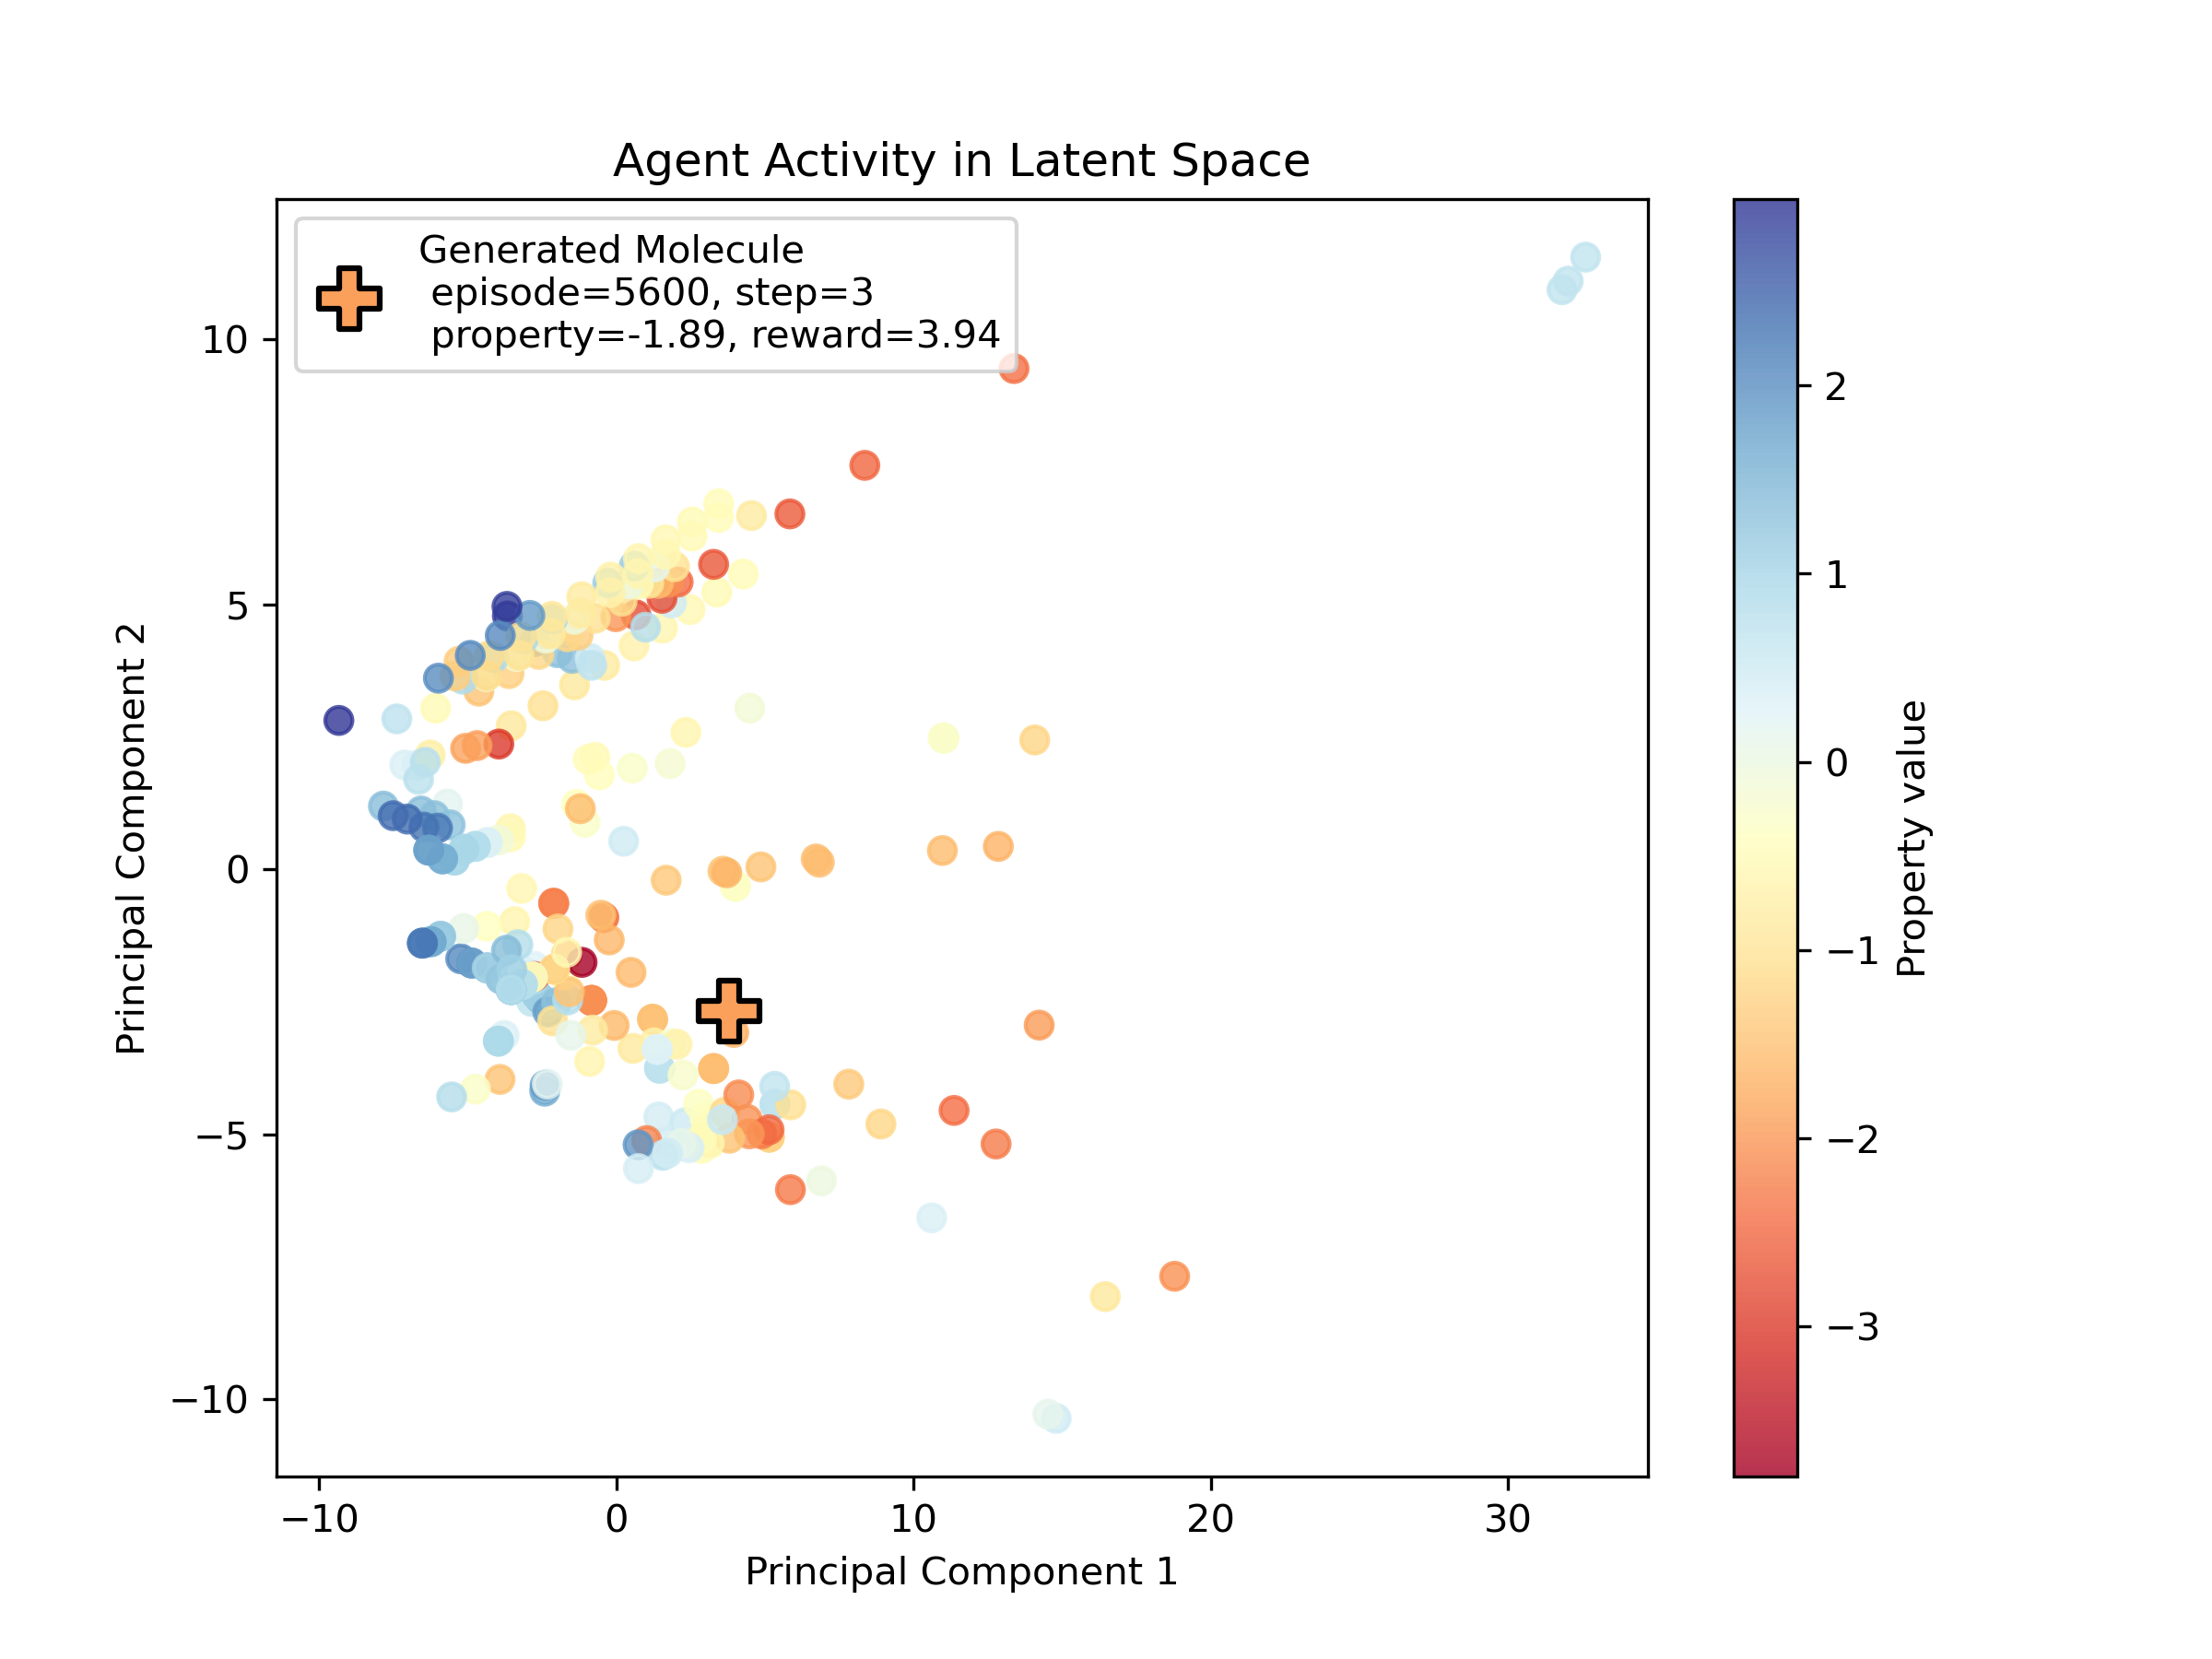 Agent Activity in Latent Space
Generated Molecule
episode=5600, step=3
property=-1.89, reward=3.94
10
5
0
−5
−10
Principal Component 2
−10
0
10
20
30
Principal Component 1
2
1
0
−1
−2
−3
Property value